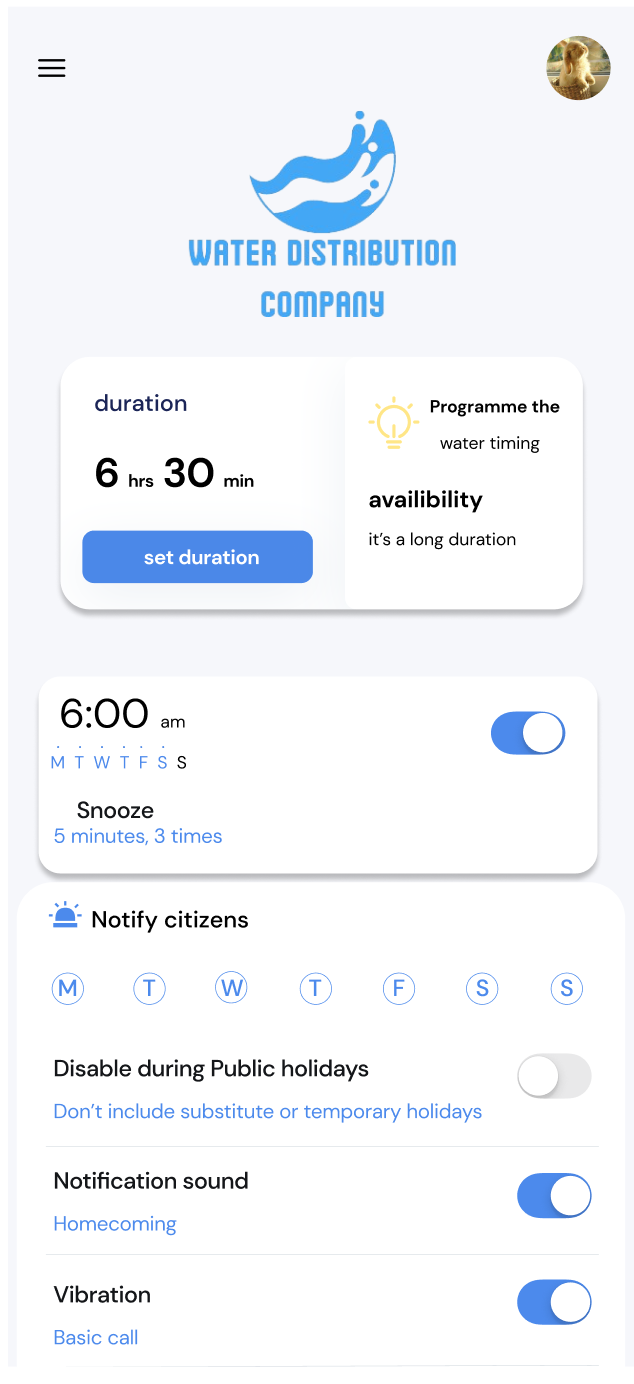 WATER DISTRIBUTION
COMPANY
duration
6 hrs 30 min
set duration
Programme the
water timing
availibility
it's a long duration
6:00 am
M T W T F S S
Snooze
5 minutes, 3 times
Notify citizens
M T W T F S S
Disable during Public holidays
Don't include substitute or temporary holidays
Notification sound
Homecoming
Vibration
Basic call